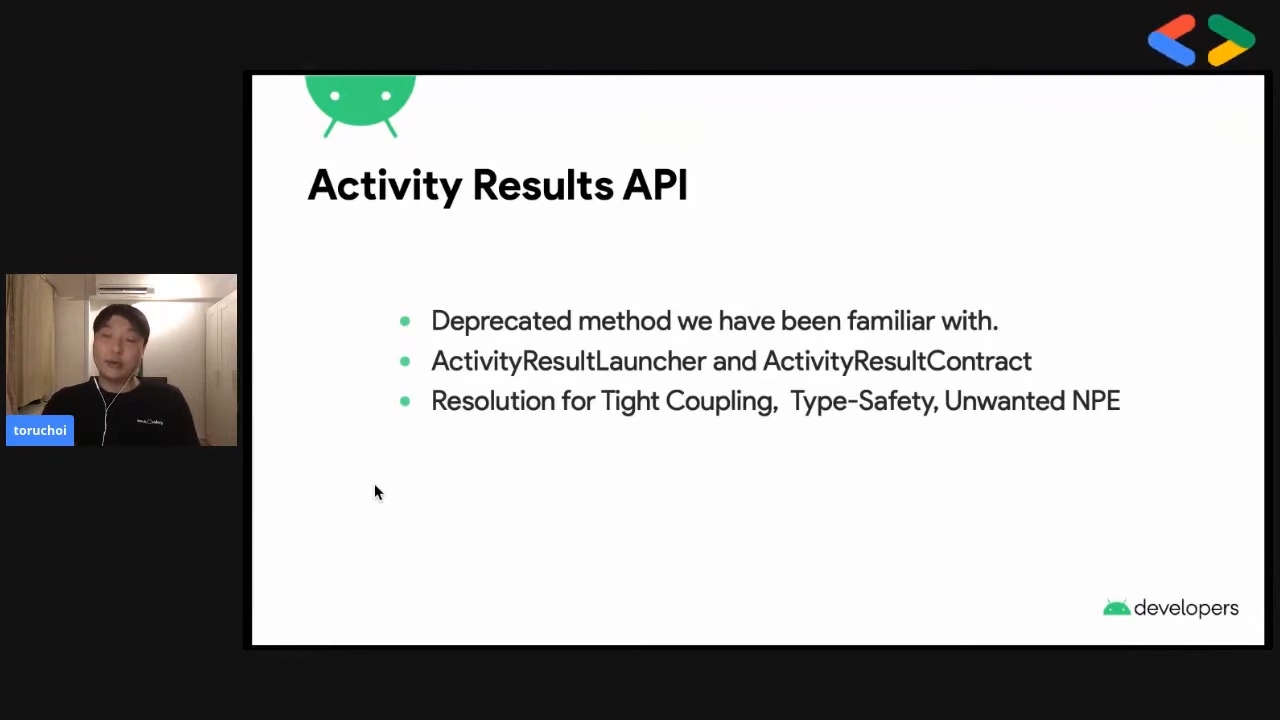 Activity Results API
Deprecated method we have been familiar with.
ActivityResultLauncher and ActivityResultContract
Resolution for Tight Coupling, Type-Safety, Unwanted NPE
toruchoi
developers